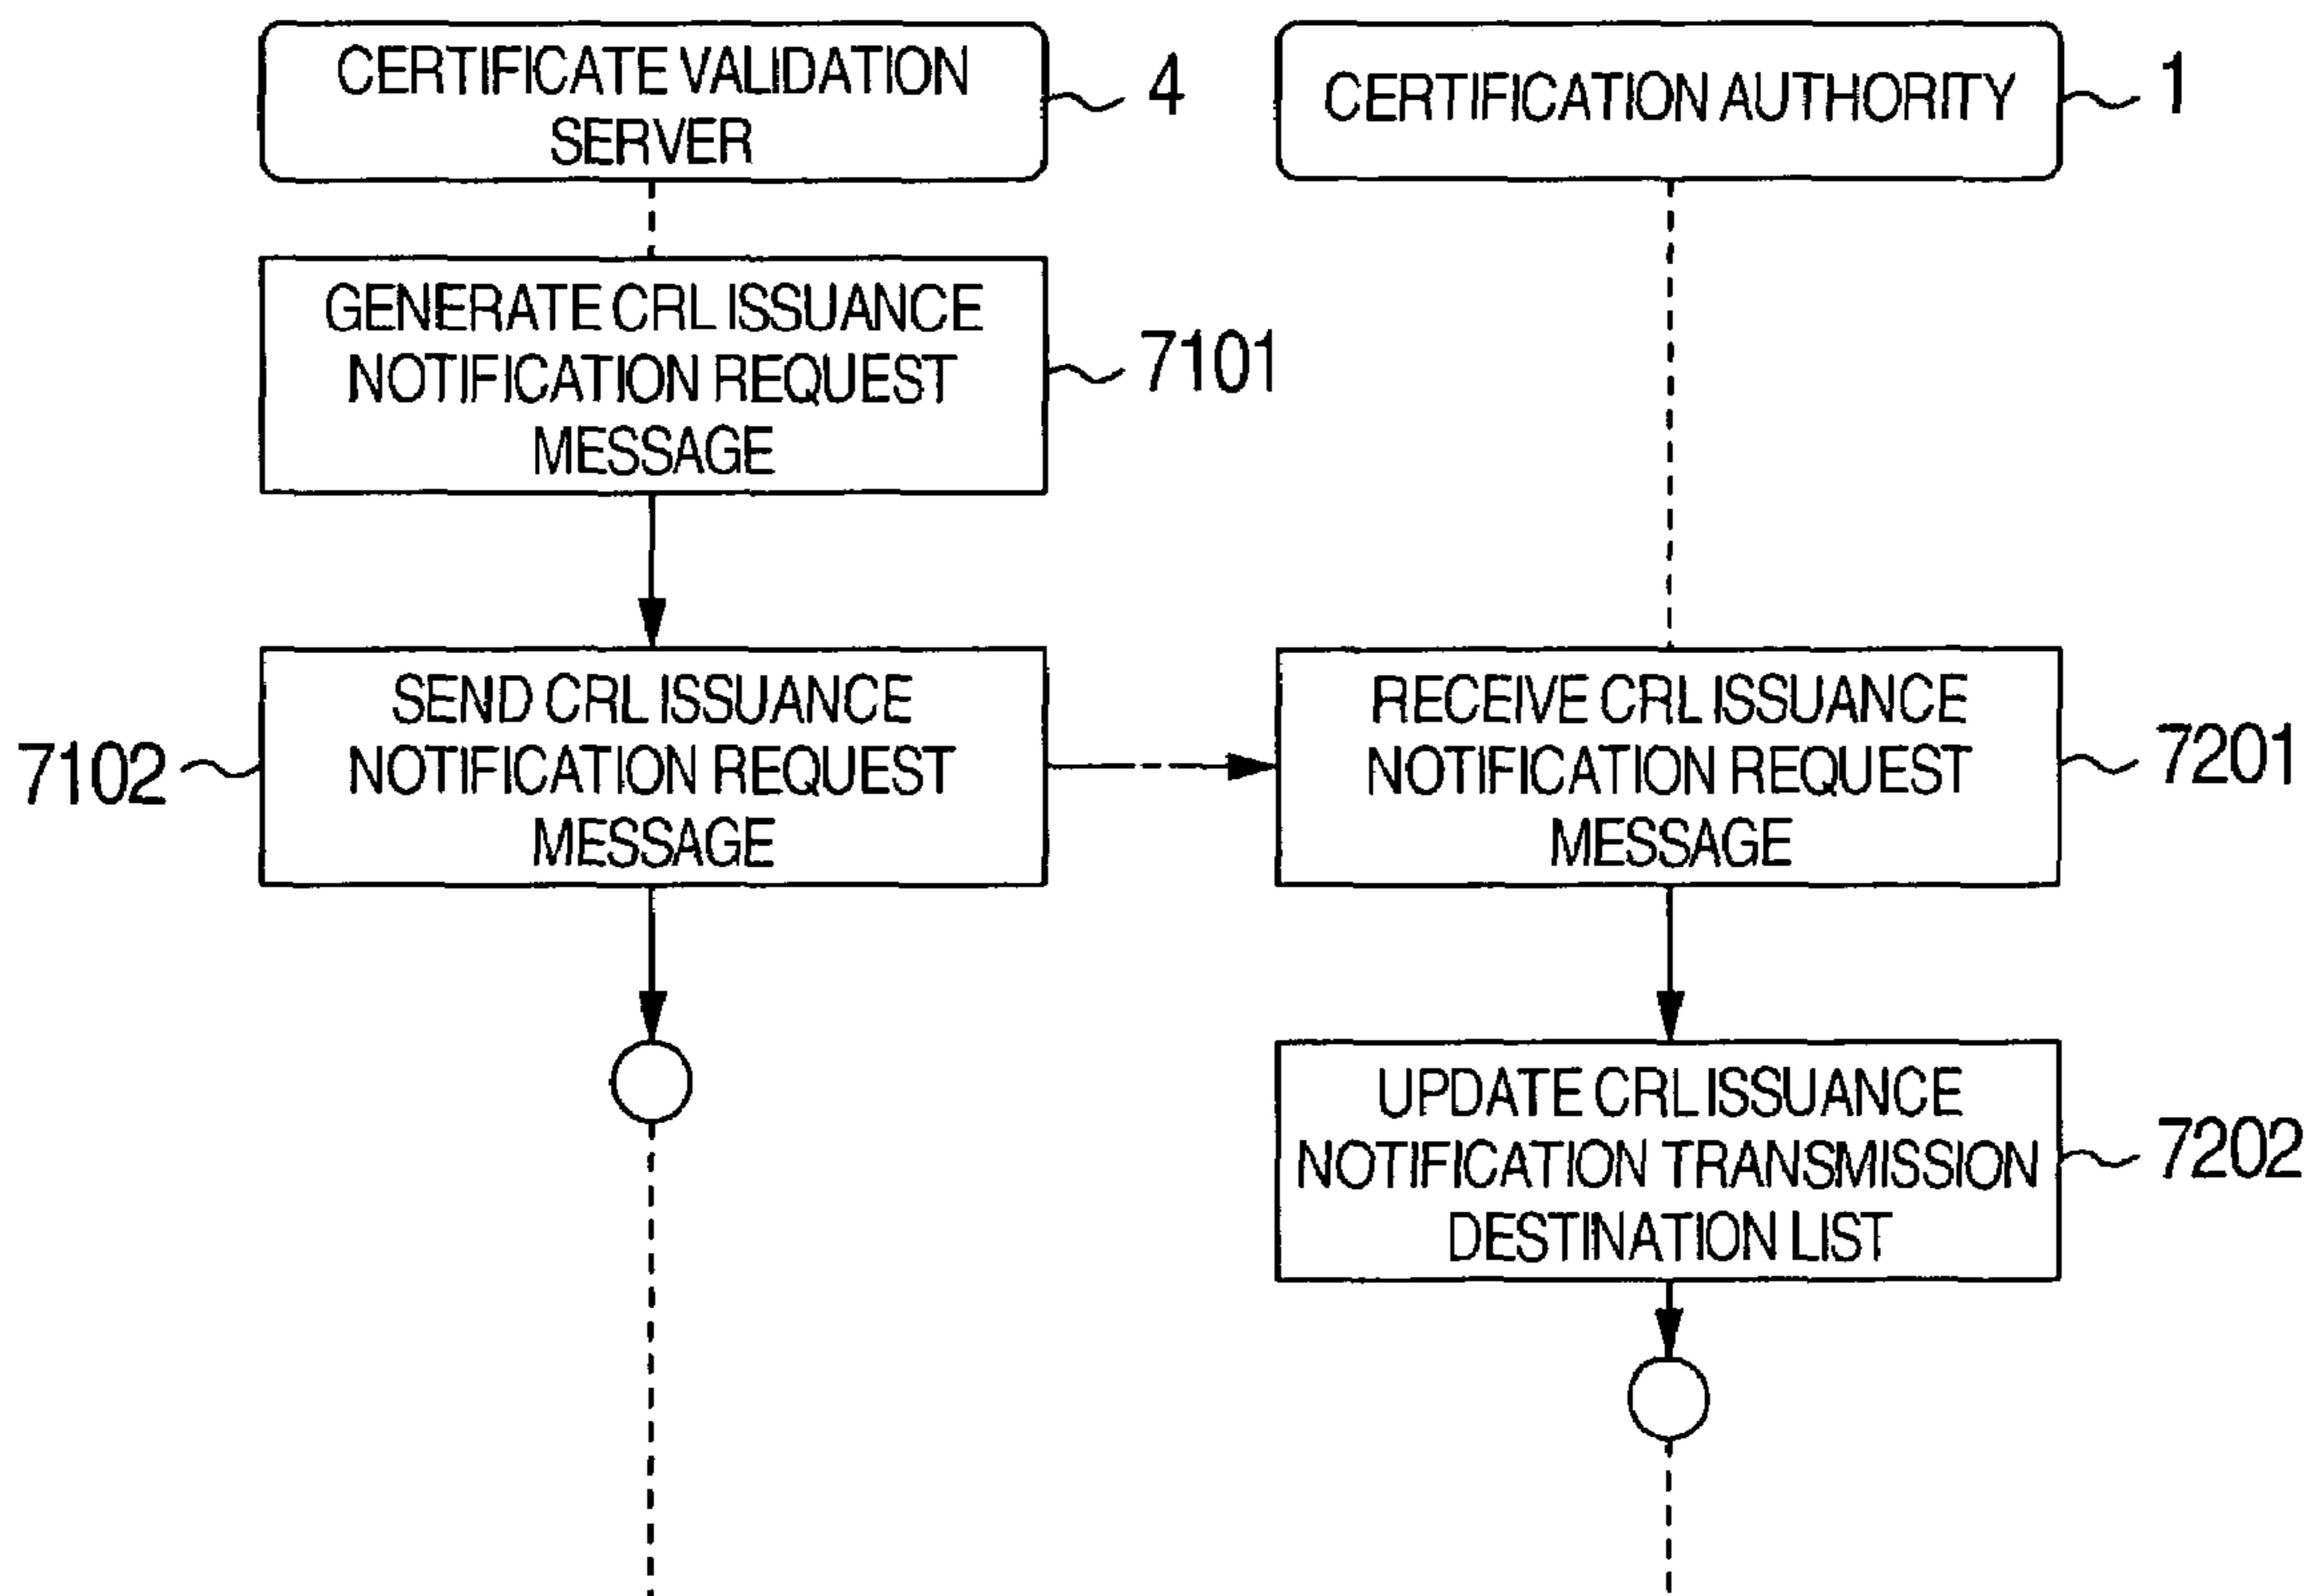 CERTIFICATE VALIDATION
SERVER
4
CERTIFICATION AUTHORITY
1
GENERATE CRL ISSUANCE
NOTIFICATION REQUEST
MESSAGE
7101
SEND CRL ISSUANCE
NOTIFICATION REQUEST
MESSAGE
7102
RECEIVE CRL ISSUANCE
NOTIFICATION REQUEST
MESSAGE
7201
UPDATE CRL ISSUANCE
NOTIFICATION TRANSMISSION
DESTINATION LIST
7202